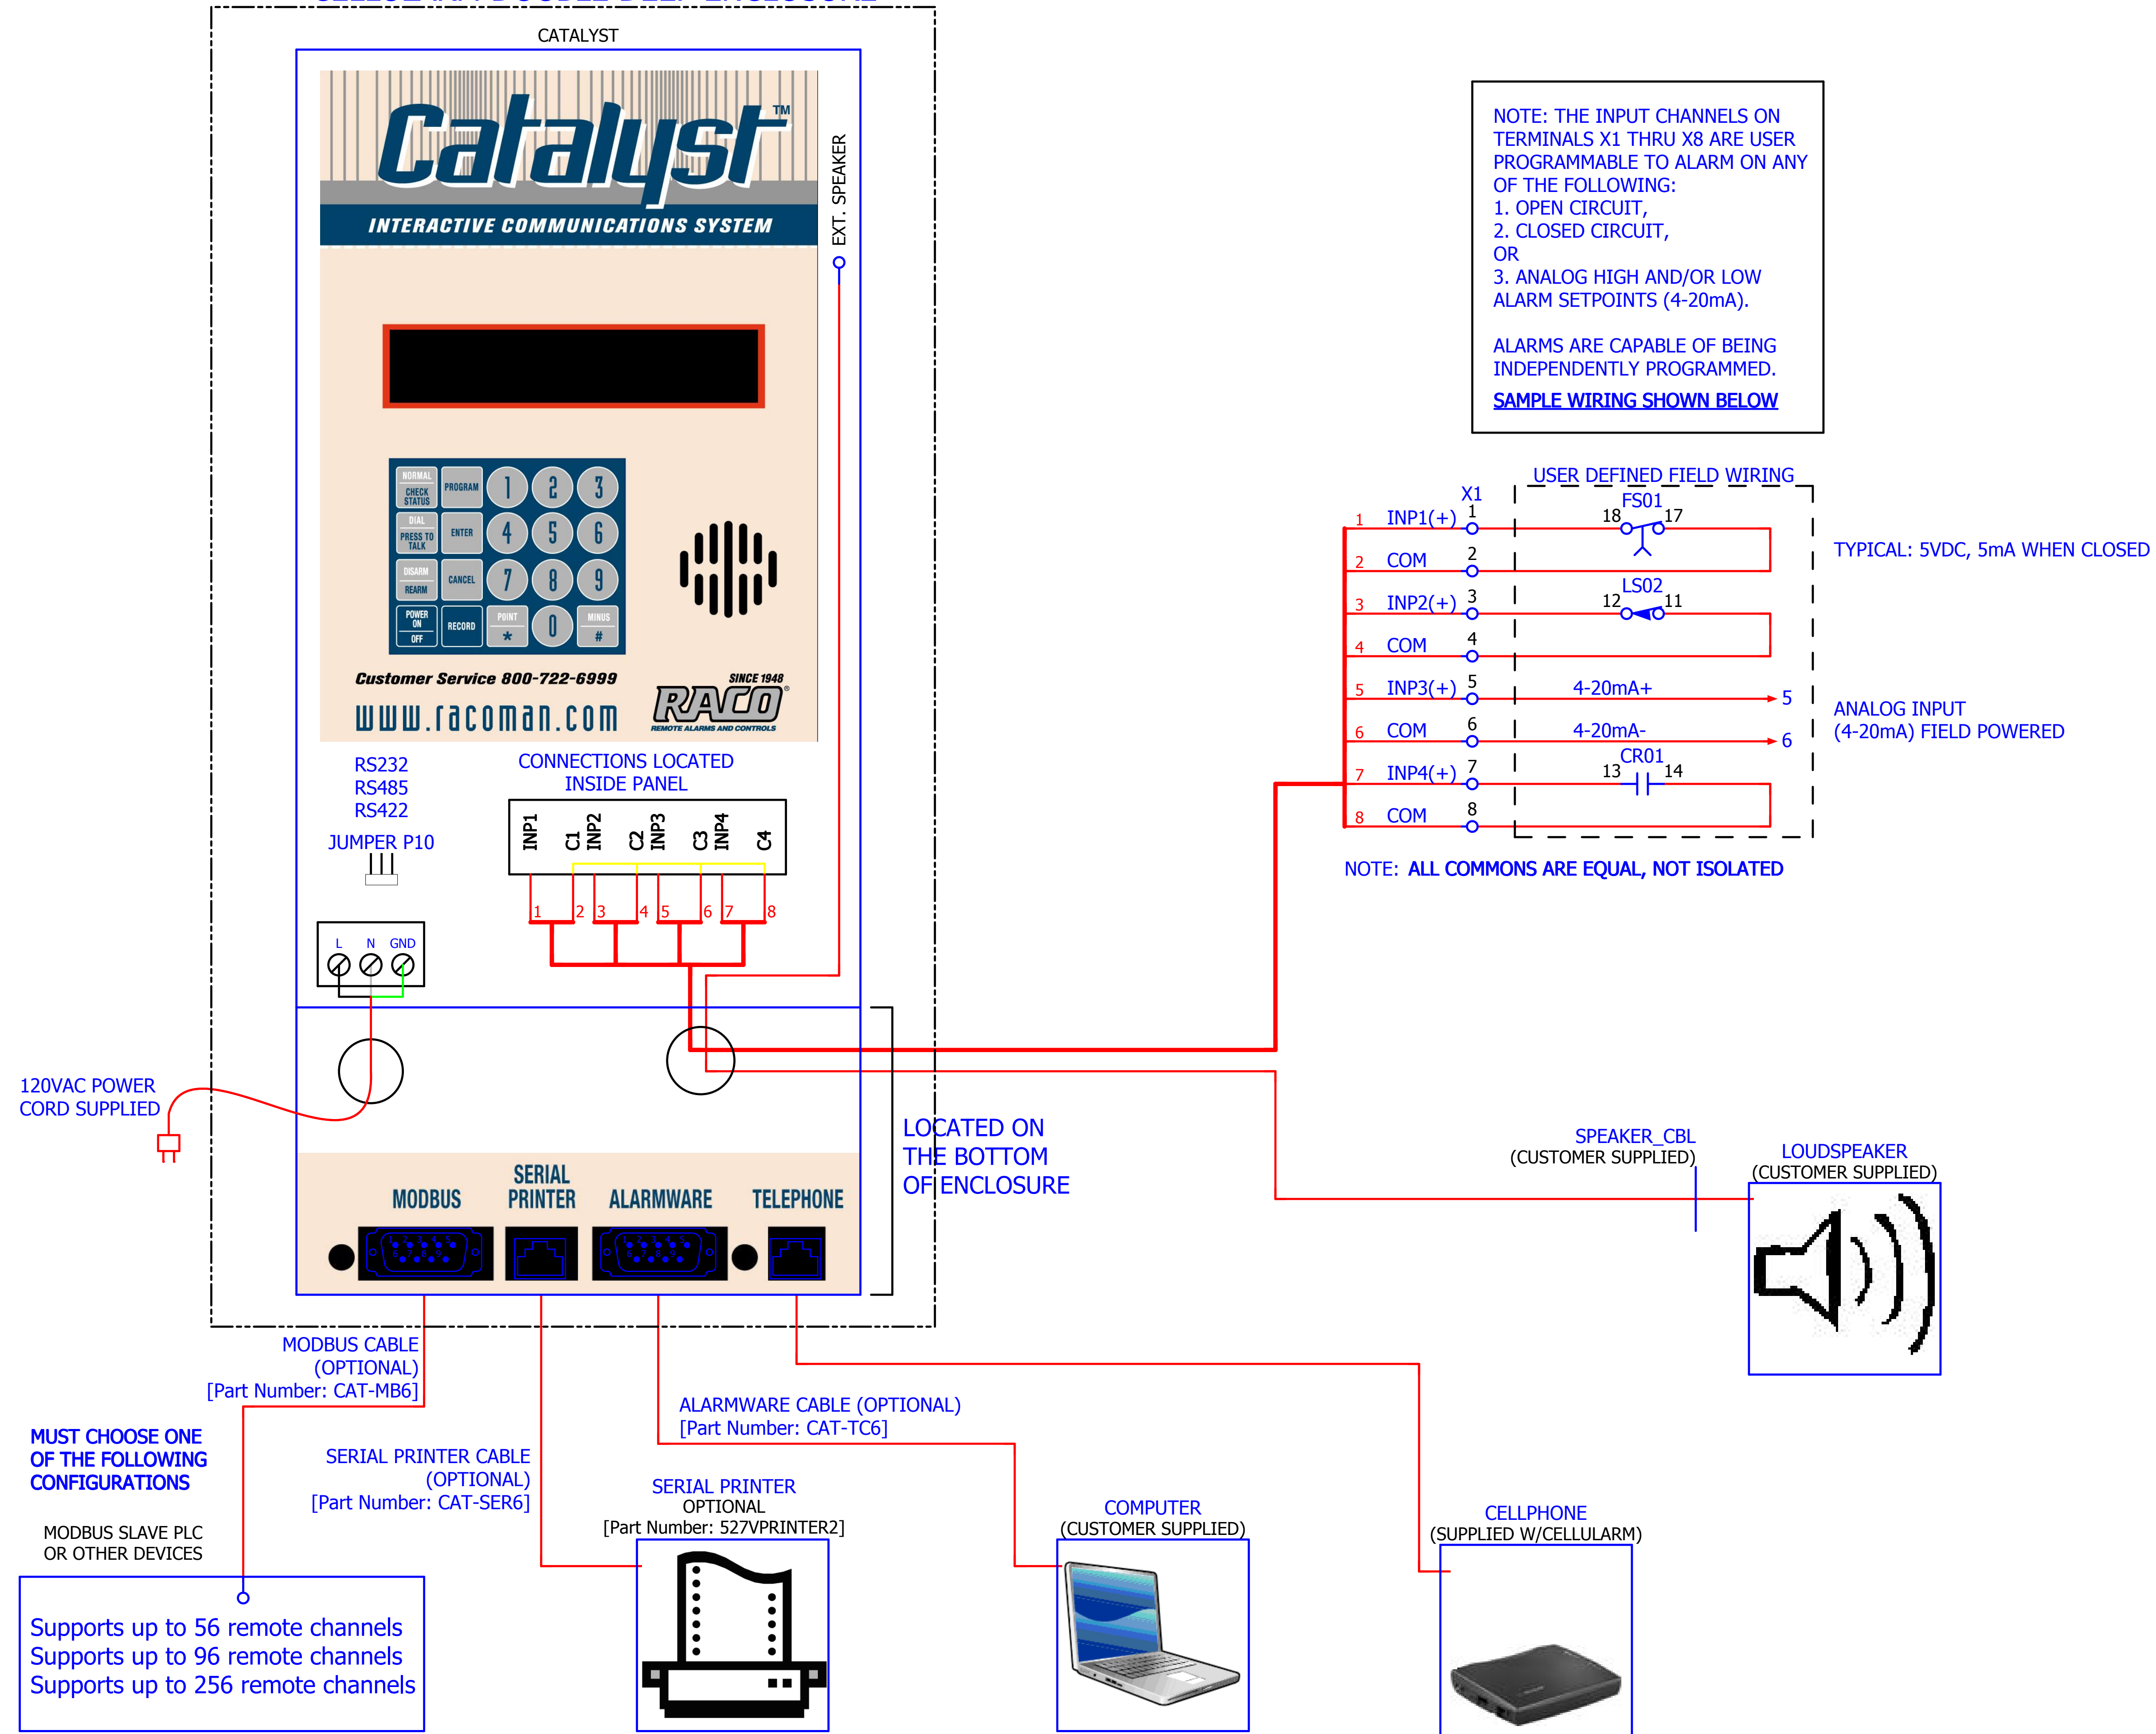 CATALYST
Catalyst™
INTERACTIVE COMMUNICATIONS SYSTEM
EXT. SPEAKER
NORMAL
CHECK
STATUS
PROGRAM
1
2
3
DIAL
PRESS TO
TALK
ENTER
4
5
6
DISARM
REARM
CANCEL
7
8
9
POWER
ON
OFF
RECORD
POINT
*
0
MINUS
#
Customer Service 800-722-6999
www.racoman.com
SINCE 1948
RACO®
REMOTE ALARMS AND CONTROLS
RS232
RS485
RS422
JUMPER P10
CONNECTIONS LOCATED
INSIDE PANEL
INP1 C1 INP2 C2 INP3 C3 INP4 C4
1 2 3 4 5 6 7 8
L N GND
120VAC POWER
CORD SUPPLIED
LOCATED ON
THE BOTTOM
OF ENCLOSURE
MODBUS
SERIAL
PRINTER
ALARMWARE
TELEPHONE
NOTE: THE INPUT CHANNELS ON
TERMINALS X1 THRU X8 ARE USER
PROGRAMMABLE TO ALARM ON ANY
OF THE FOLLOWING:
1. OPEN CIRCUIT,
2. CLOSED CIRCUIT,
OR
3. ANALOG HIGH AND/OR LOW
ALARM SETPOINTS (4-20mA).
ALARMS ARE CAPABLE OF BEING
INDEPENDENTLY PROGRAMMED.
SAMPLE WIRING SHOWN BELOW
USER DEFINED FIELD WIRING
X1
FS01
1 INP1(+) 1 18 17
TYPICAL: 5VDC, 5mA WHEN CLOSED
2 COM 2
LS02
3 INP2(+) 3 12 11
4 COM 4
5 INP3(+) 5 4-20mA+ 5
ANALOG INPUT
(4-20mA) FIELD POWERED
6 COM 6 4-20mA- 6
CR01
7 INP4(+) 7 13 14
8 COM 8
NOTE: ALL COMMONS ARE EQUAL, NOT ISOLATED
SPEAKER_CBL
(CUSTOMER SUPPLIED)
LOUDSPEAKER
(CUSTOMER SUPPLIED)
MODBUS CABLE
(OPTIONAL)
[Part Number: CAT-MB6]
MUST CHOOSE ONE
OF THE FOLLOWING
CONFIGURATIONS
MODBUS SLAVE PLC
OR OTHER DEVICES
Supports up to 56 remote channels
Supports up to 96 remote channels
Supports up to 256 remote channels
SERIAL PRINTER CABLE
(OPTIONAL)
[Part Number: CAT-SER6]
SERIAL PRINTER
OPTIONAL
[Part Number: 527VPRINTER2]
ALARMWARE CABLE (OPTIONAL)
[Part Number: CAT-TC6]
COMPUTER
(CUSTOMER SUPPLIED)
CELLPHONE
(SUPPLIED W/CELLULARM)